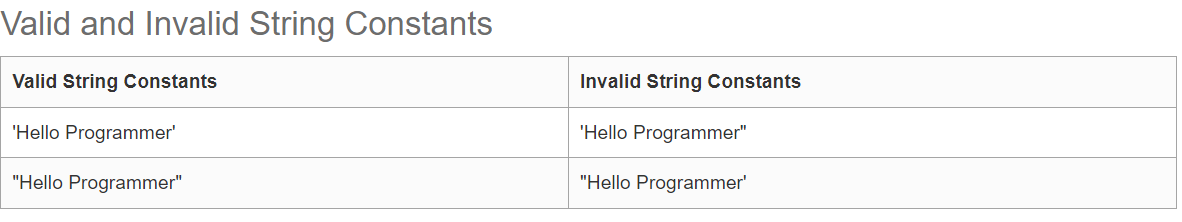 Valid and Invalid String Constants
Valid String Constants
Invalid String Constants
'Hello Programmer'
'Hello Programmer"
"Hello Programmer"
"Hello Programmer'